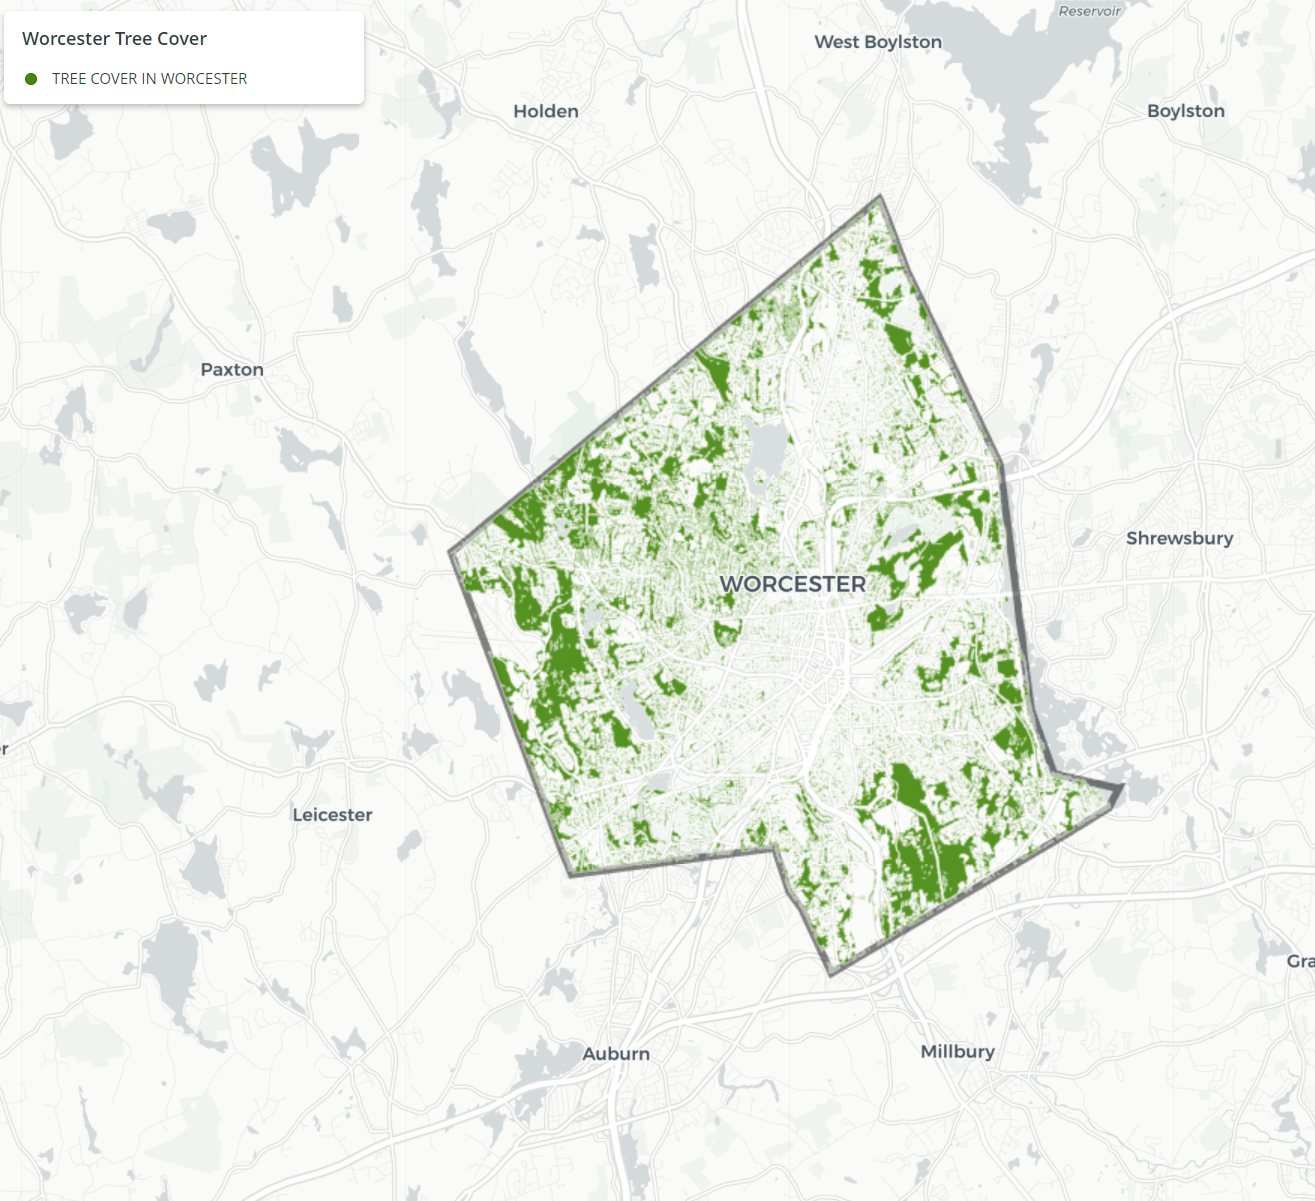 Worcester Tree Cover
TREE COVER IN WORCESTER
Reservoir
West Boylston
Holden
Boylston
Paxton
Shrewsbury
WORCESTER
er
Leicester
Gra
Auburn
Millbury